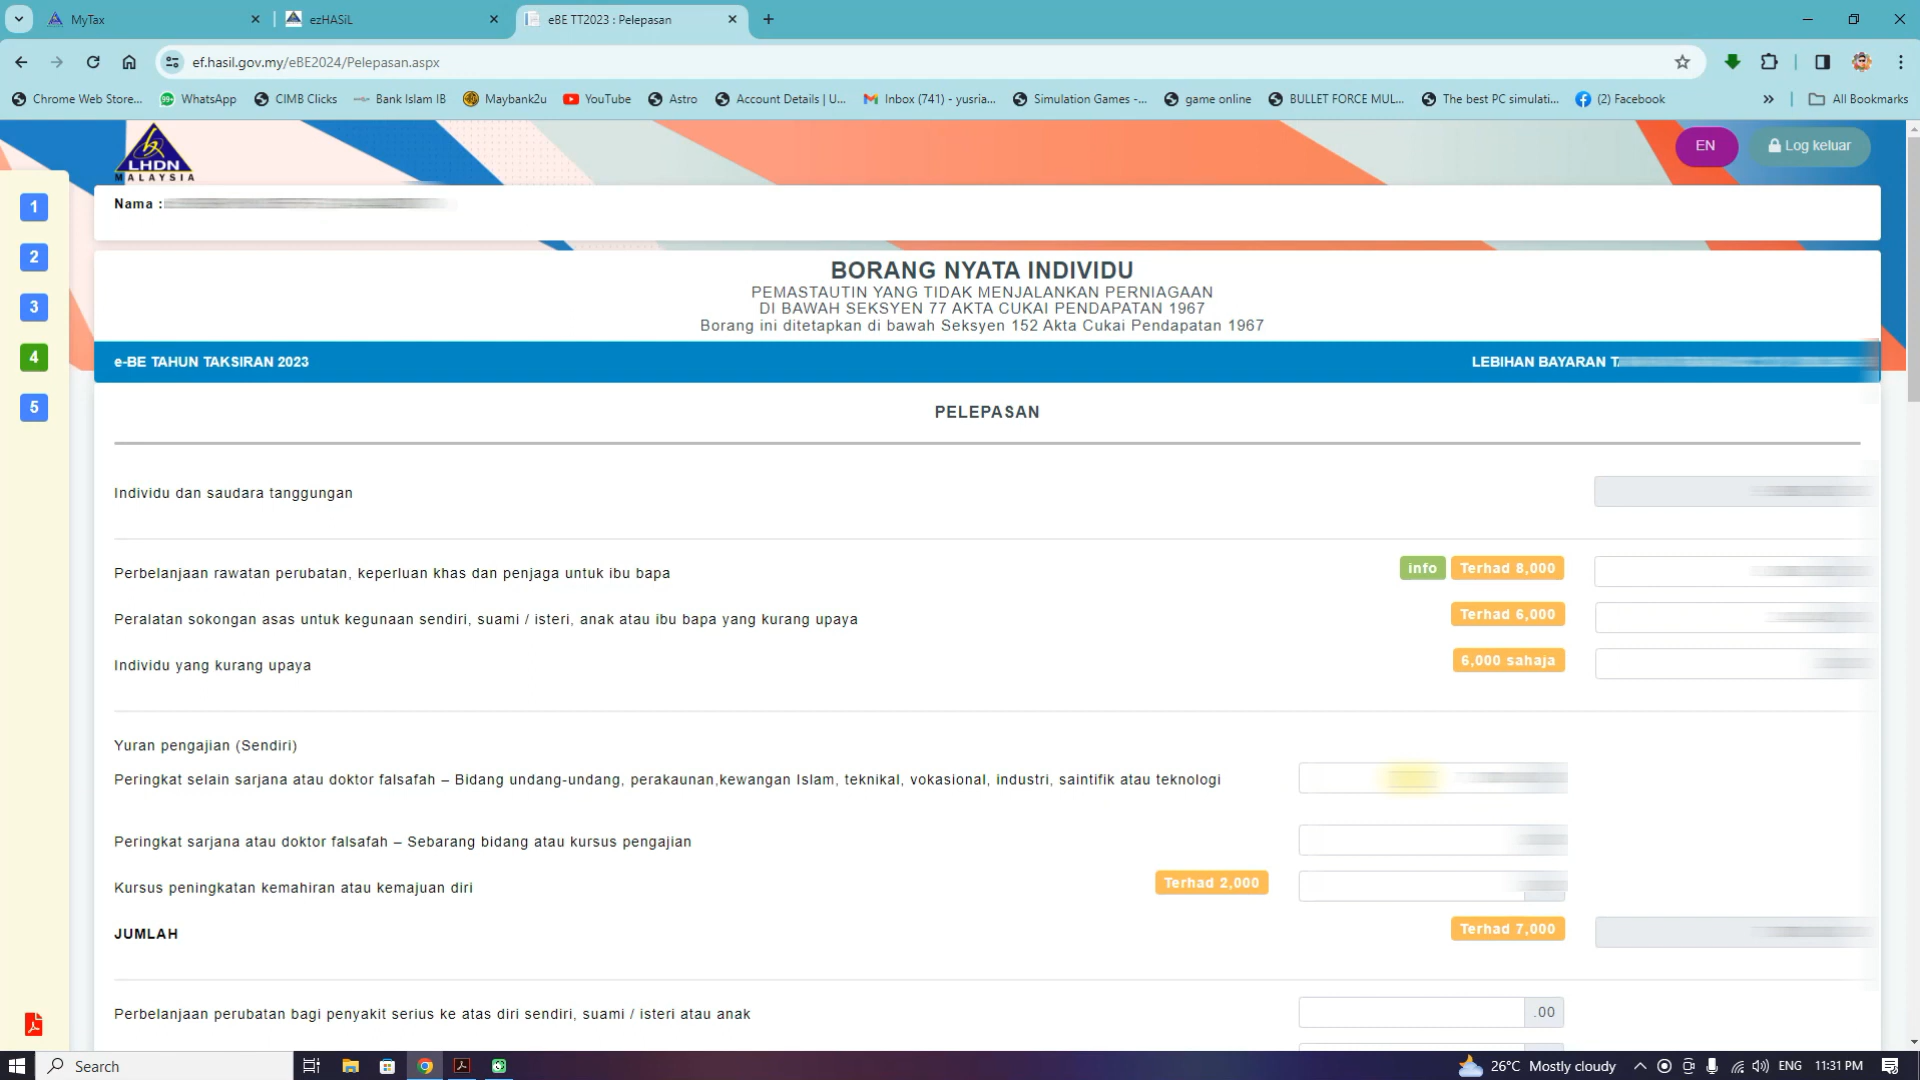 MyTax
ezHASiL
eBE TT2023 : Pelepasan
ef.hasil.gov.my/eBE2024/Pelepasan.aspx
Chrome Web Store...
99+
WhatsApp
CIMB Clicks
Bank Islam IB
Maybank2u
YouTube
Astro
Account Details | U...
Inbox (741) - yusria...
Simulation Games -...
game online
BULLET FORCE MUL...
The best PC simulati...
(2) Facebook
»
All Bookmarks
LHDN
MALAYSIA
EN
Log keluar
1
2
3
4
5
Nama :
BORANG NYATA INDIVIDU
PEMASTAUTIN YANG TIDAK MENJALANKAN PERNIAGAAN
DI BAWAH SEKSYEN 77 AKTA CUKAI PENDAPATAN 1967
Borang ini ditetapkan di bawah Seksyen 152 Akta Cukai Pendapatan 1967
e-BE TAHUN TAKSIRAN 2023
LEBIHAN BAYARAN
PELEPASAN
Individu dan saudara tanggungan
Perbelanjaan rawatan perubatan, keperluan khas dan penjaga untuk ibu bapa
info
Terhad 8,000
Peralatan sokongan asas untuk kegunaan sendiri, suami / isteri, anak atau ibu bapa yang kurang upaya
Terhad 6,000
Individu yang kurang upaya
6,000 sahaja
Yuran pengajian (Sendiri)
Peringkat selain sarjana atau doktor falsafah – Bidang undang-undang, perakaunan,kewangan Islam, teknikal, vokasional, industri, saintifik atau teknologi
Peringkat sarjana atau doktor falsafah – Sebarang bidang atau kursus pengajian
Kursus peningkatan kemahiran atau kemajuan diri
Terhad 2,000
JUMLAH
Terhad 7,000
Perbelanjaan perubatan bagi penyakit serius ke atas diri sendiri, suami / isteri atau anak
.00
Search
26°C Mostly cloudy
ENG
11:31 PM